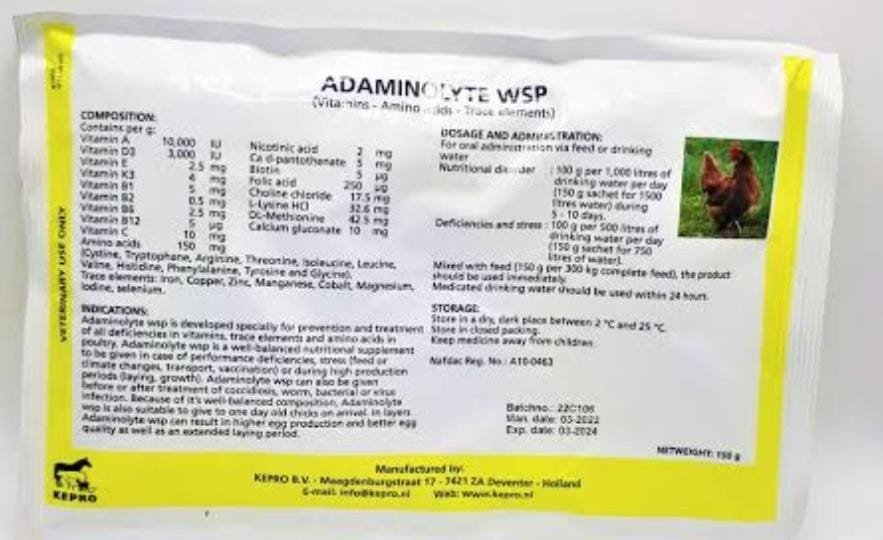 ADAMINOLYTE WSP
(Vitamins - Amino acids - Trace elements)
COMPOSITION:
Contains per g:
Vitamin A 10,000 IU
Vitamin D3 3,000 IU
Vitamin E 2.5 mg
Vitamin K3 4 mg
Vitamin B1 5 mg
Vitamin B2 0.5 mg
Vitamin B6 2.5 mg
Vitamin B12 5 µg
Vitamin C 10 mg
Amino acids 150 mg
Nicotinic acid 2 mg
Ca d-pantothenate 5 mg
Biotin 5 µg
Folic acid 250 µg
Choline chloride 17.5 mg
L-Lysine HCl 32.6 mg
DL-Methionine 42.5 mg
Calcium gluconate 10 mg
(Cystine, Tryptophane, Arginine, Threonine, Isoleucine, Leucine,
Valine, Histidine, Phenylalanine, Tyrosine and Glycine).
Trace elements: Iron, Copper, Zinc, Manganese, Cobalt, Magnesium,
Iodine, selenium.
INDICATIONS:
Adaminolyte wsp is developed specially for prevention and treatment
of all deficiencies in vitamins, trace elements and amino acids in
poultry. Adaminolyte wsp is a well-balanced nutritional supplement
to be given in case of performance deficiencies, stress (feed or
climate changes, transport, vaccination) or during high production
periods (laying, growth). Adaminolyte wsp can also be given
before or after treatment of coccidiosis, worm, bacterial or virus
infection. Because of it's well-balanced composition, Adaminolyte
wsp is also suitable to give to one day old chicks on arrival. In layers
Adaminolyte wsp can result in higher egg production and better egg
quality as well as an extended laying period.
DOSAGE AND ADMINISTRATION:
For oral administration via feed or drinking
water
Nutritional disorder : 100 g per 1,000 litres of
drinking water per day
(150 g sachet for 1500
litres water) during
5 - 10 days.
Deficiencies and stress : 100 g per 500 litres of
drinking water per day
(150 g sachet for 750
litres of water).
Mixed with feed (150 g per 300 kg complete feed), the product
should be used immediately.
Medicated drinking water should be used within 24 hours.
STORAGE:
Store in a dry, dark place between 2 °C and 25 °C.
Store in closed packing.
Keep medicine away from children.
Nafdac Reg. No.: A10-0463
Batchno.: 22C106
Man. date: 03-2022
Exp. date: 03-2024
NETWEIGHT: 150 g
VETERINARY USE ONLY
KEPRO
Manufactured by:
KEPRO B.V. - Maagdenburgstraat 17 - 7421 ZA Deventer - Holland
E-mail: info@kepro.nl Web: www.kepro.nl